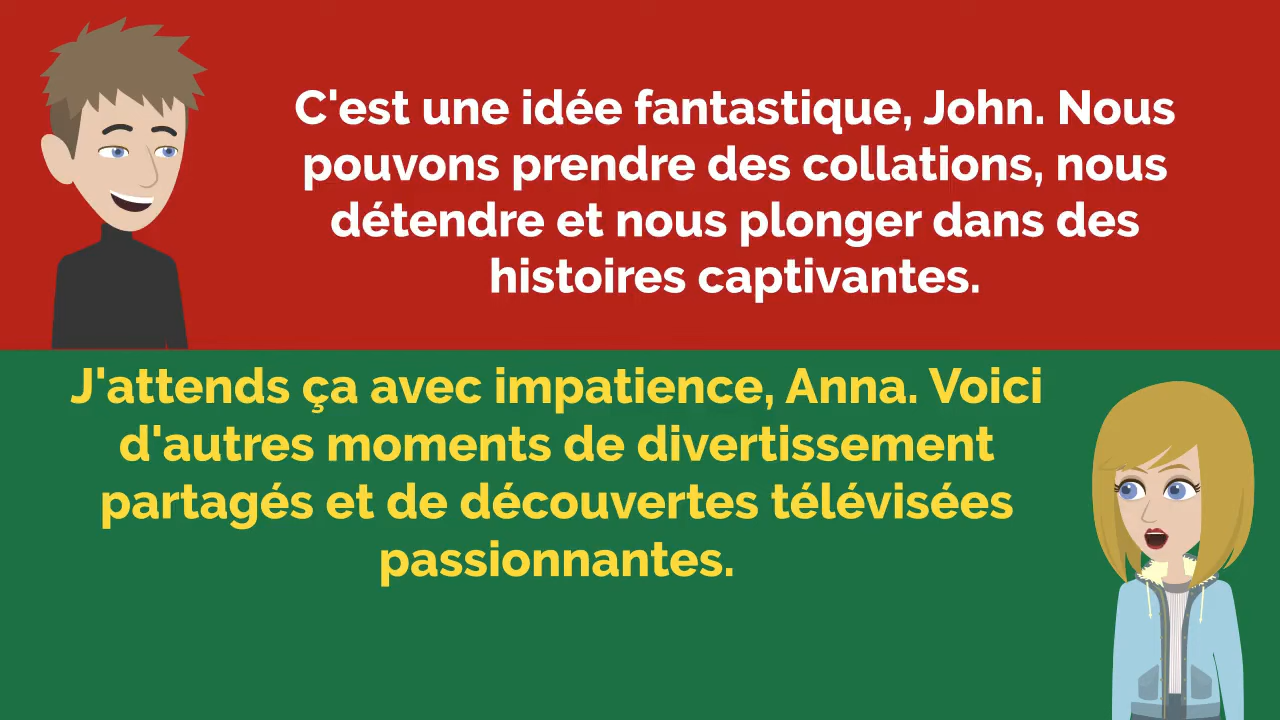 C'est une idée fantastique, John. Nous
pouvons prendre des collations, nous
détendre et nous plonger dans des
histoires captivantes.
J'attends ça avec impatience, Anna. Voici
d'autres moments de divertissement
partagés et de découvertes télévisées
passionnantes.